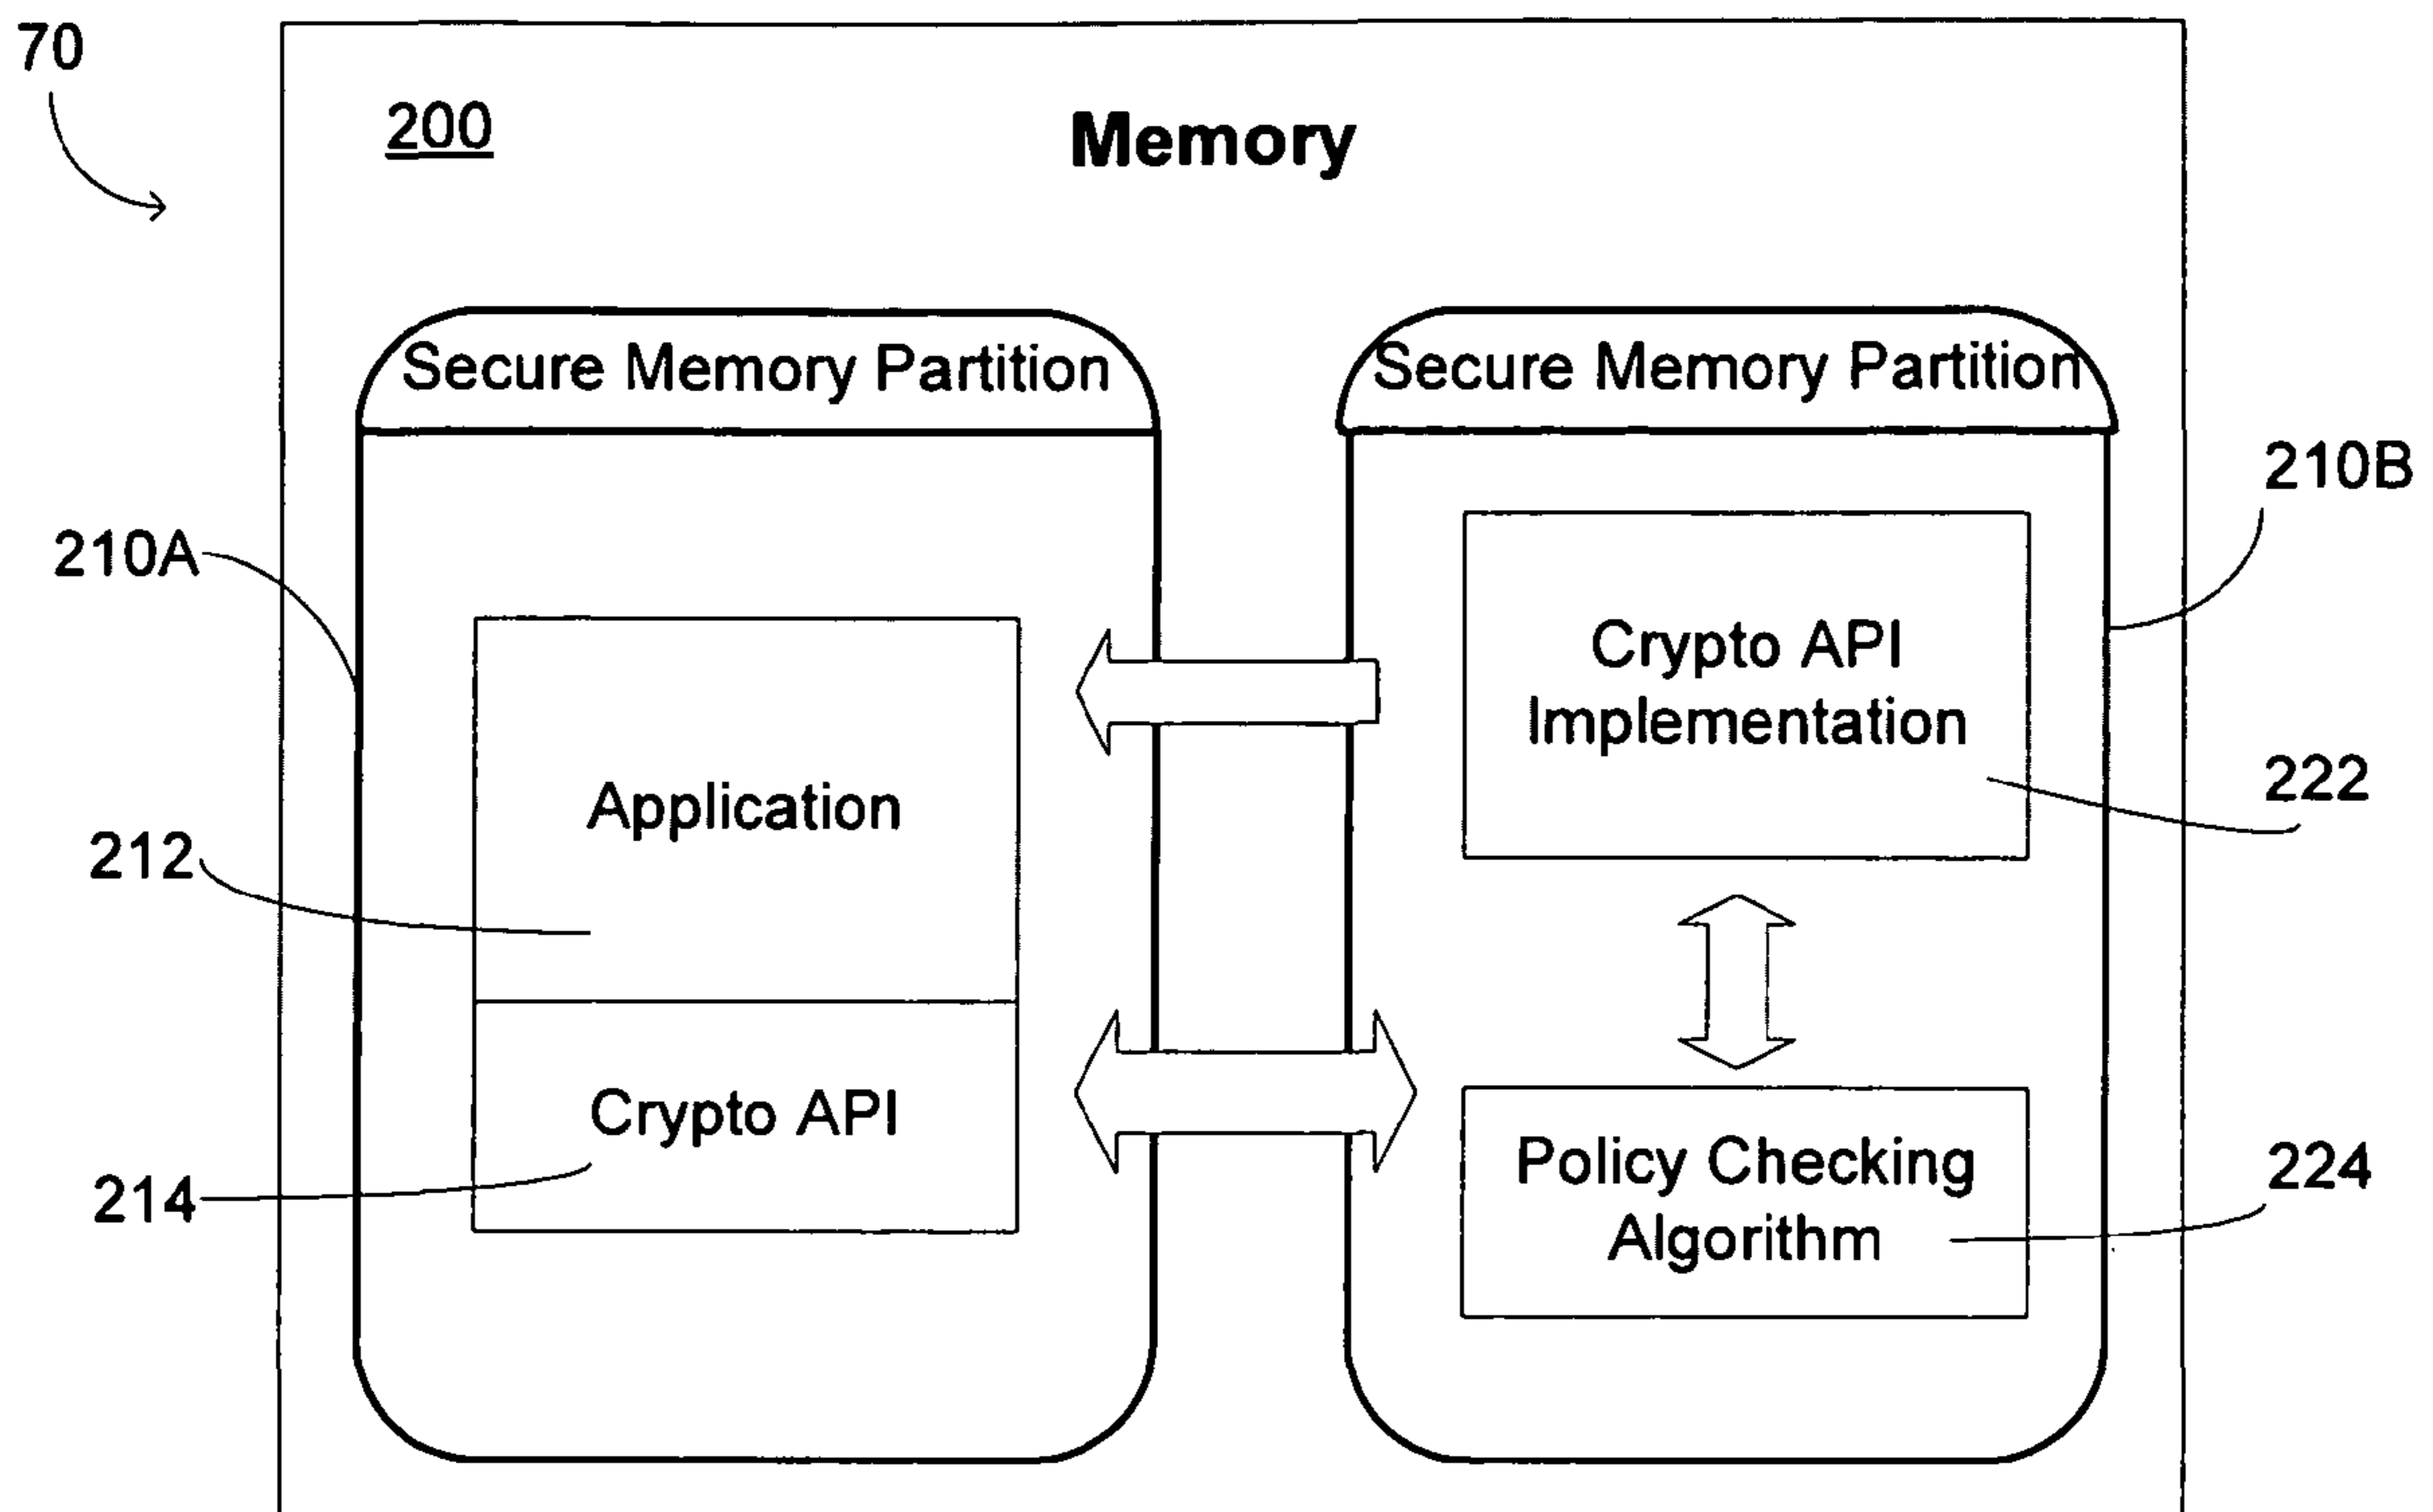 70
200
Memory
Secure Memory Partition
Secure Memory Partition
210B
210A
Crypto API
Implementation
222
Application
212
Crypto API
214
Policy Checking
Algorithm
224